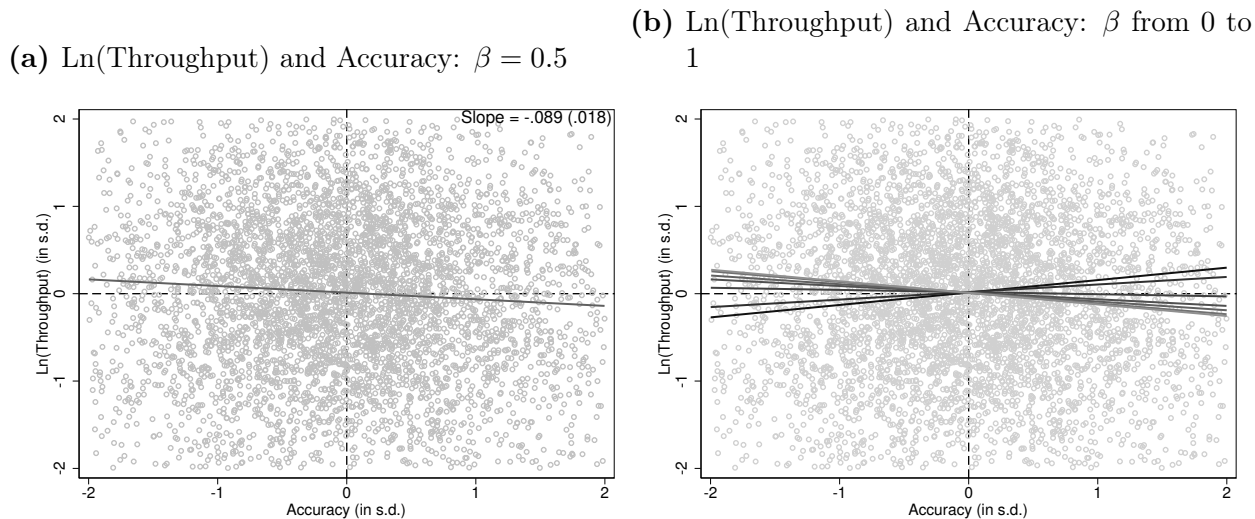 (a) Ln(Throughput) and Accuracy: β = 0.5
Slope = -.089 (.018)
2
1
0
-1
-2
Ln(Throughput) (in s.d.)
-2 -1 0 1 2
Accuracy (in s.d.)
(b) Ln(Throughput) and Accuracy: β from 0 to
1
2
1
0
-1
-2
Ln(Throughput) (in s.d.)
-2 -1 0 1 2
Accuracy (in s.d.)